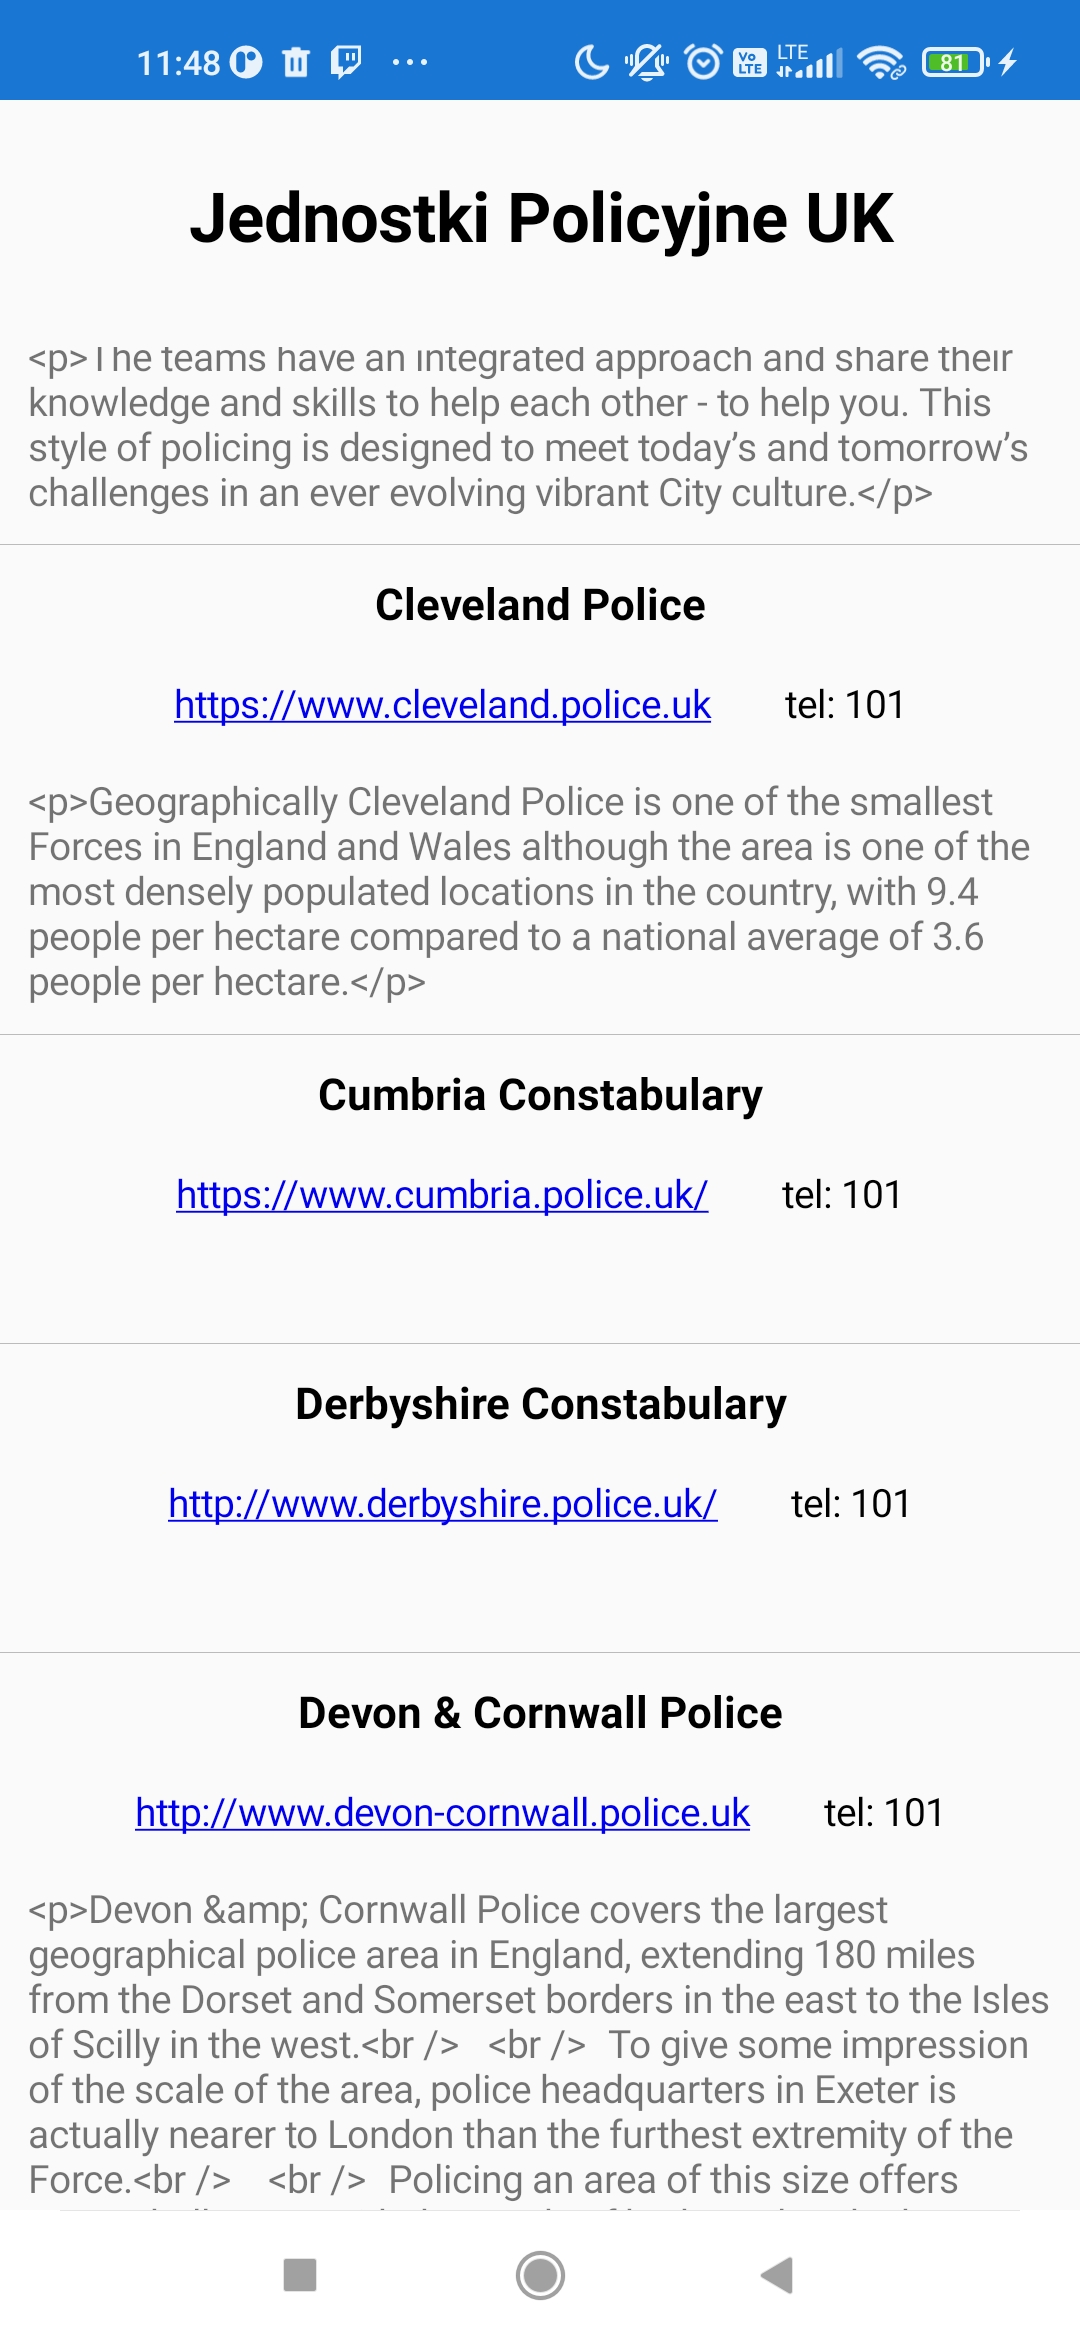 11:48
Vo LTE
LTE
81
Jednostki Policyjne UK
<p>The teams have an integrated approach and share their
knowledge and skills to help each other - to help you. This
style of policing is designed to meet today’s and tomorrow’s
challenges in an ever evolving vibrant City culture.</p>
Cleveland Police
https://www.cleveland.police.uk tel: 101
<p>Geographically Cleveland Police is one of the smallest
Forces in England and Wales although the area is one of the
most densely populated locations in the country, with 9.4
people per hectare compared to a national average of 3.6
people per hectare.</p>
Cumbria Constabulary
https://www.cumbria.police.uk/ tel: 101
Derbyshire Constabulary
http://www.derbyshire.police.uk/ tel: 101
Devon & Cornwall Police
http://www.devon-cornwall.police.uk tel: 101
<p>Devon &amp; Cornwall Police covers the largest
geographical police area in England, extending 180 miles
from the Dorset and Somerset borders in the east to the Isles
of Scilly in the west.<br /> <br /> To give some impression
of the scale of the area, police headquarters in Exeter is
actually nearer to London than the furthest extremity of the
Force.<br /> <br /> Policing an area of this size offers